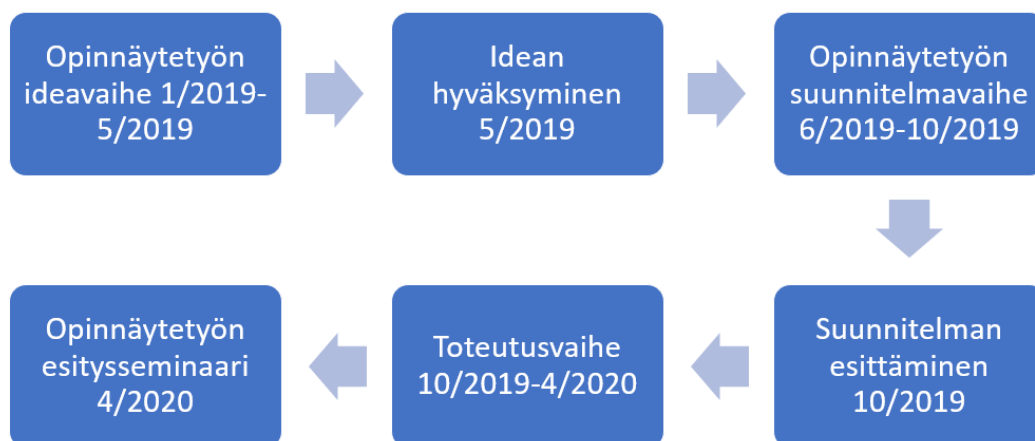 Opinnäytetyön
ideavaihe 1/2019-
5/2019
Idean
hyväksyminen
5/2019
Opinnäytetyön
suunnitelmavaihe
6/2019-10/2019
Suunnitelman
esittäminen
10/2019
Toteutusvaihe
10/2019-4/2020
Opinnäytetyön
esitysseminaari
4/2020